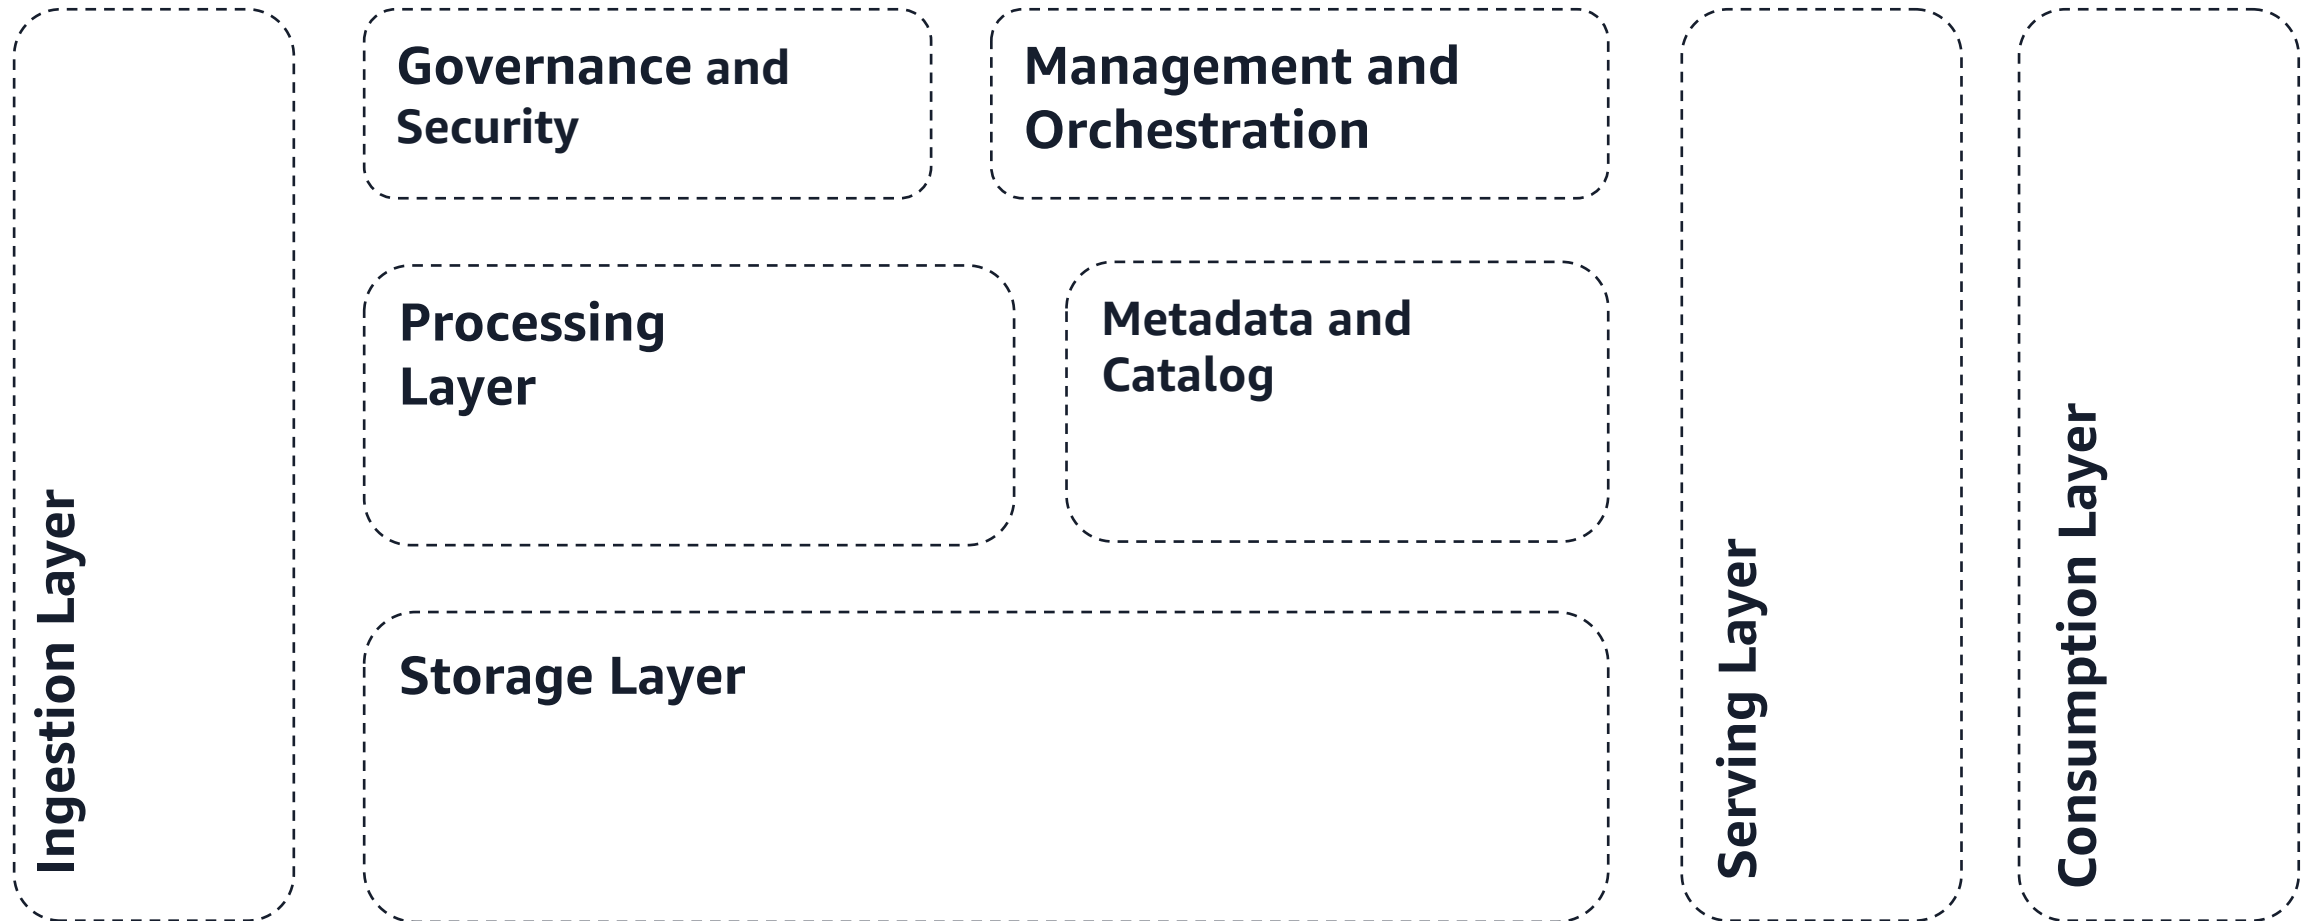 Ingestion Layer
Governance and
Security
Management and
Orchestration
Processing
Layer
Metadata and
Catalog
Storage Layer
Serving Layer
Consumption Layer